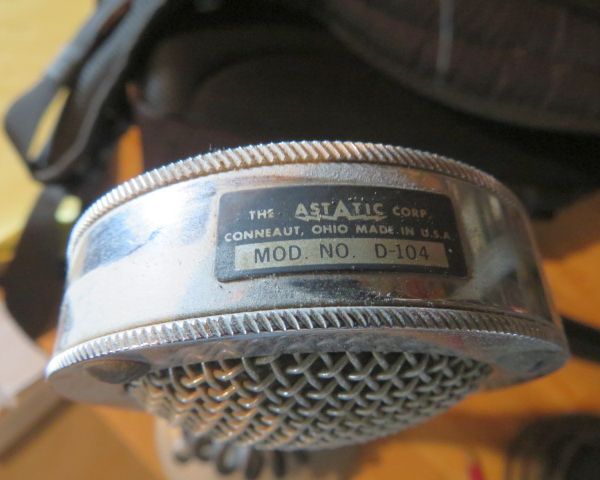 THE ASTATIC CORP.
CONNEAUT, OHIO MADE IN U.S.A.
MOD. NO. D-104